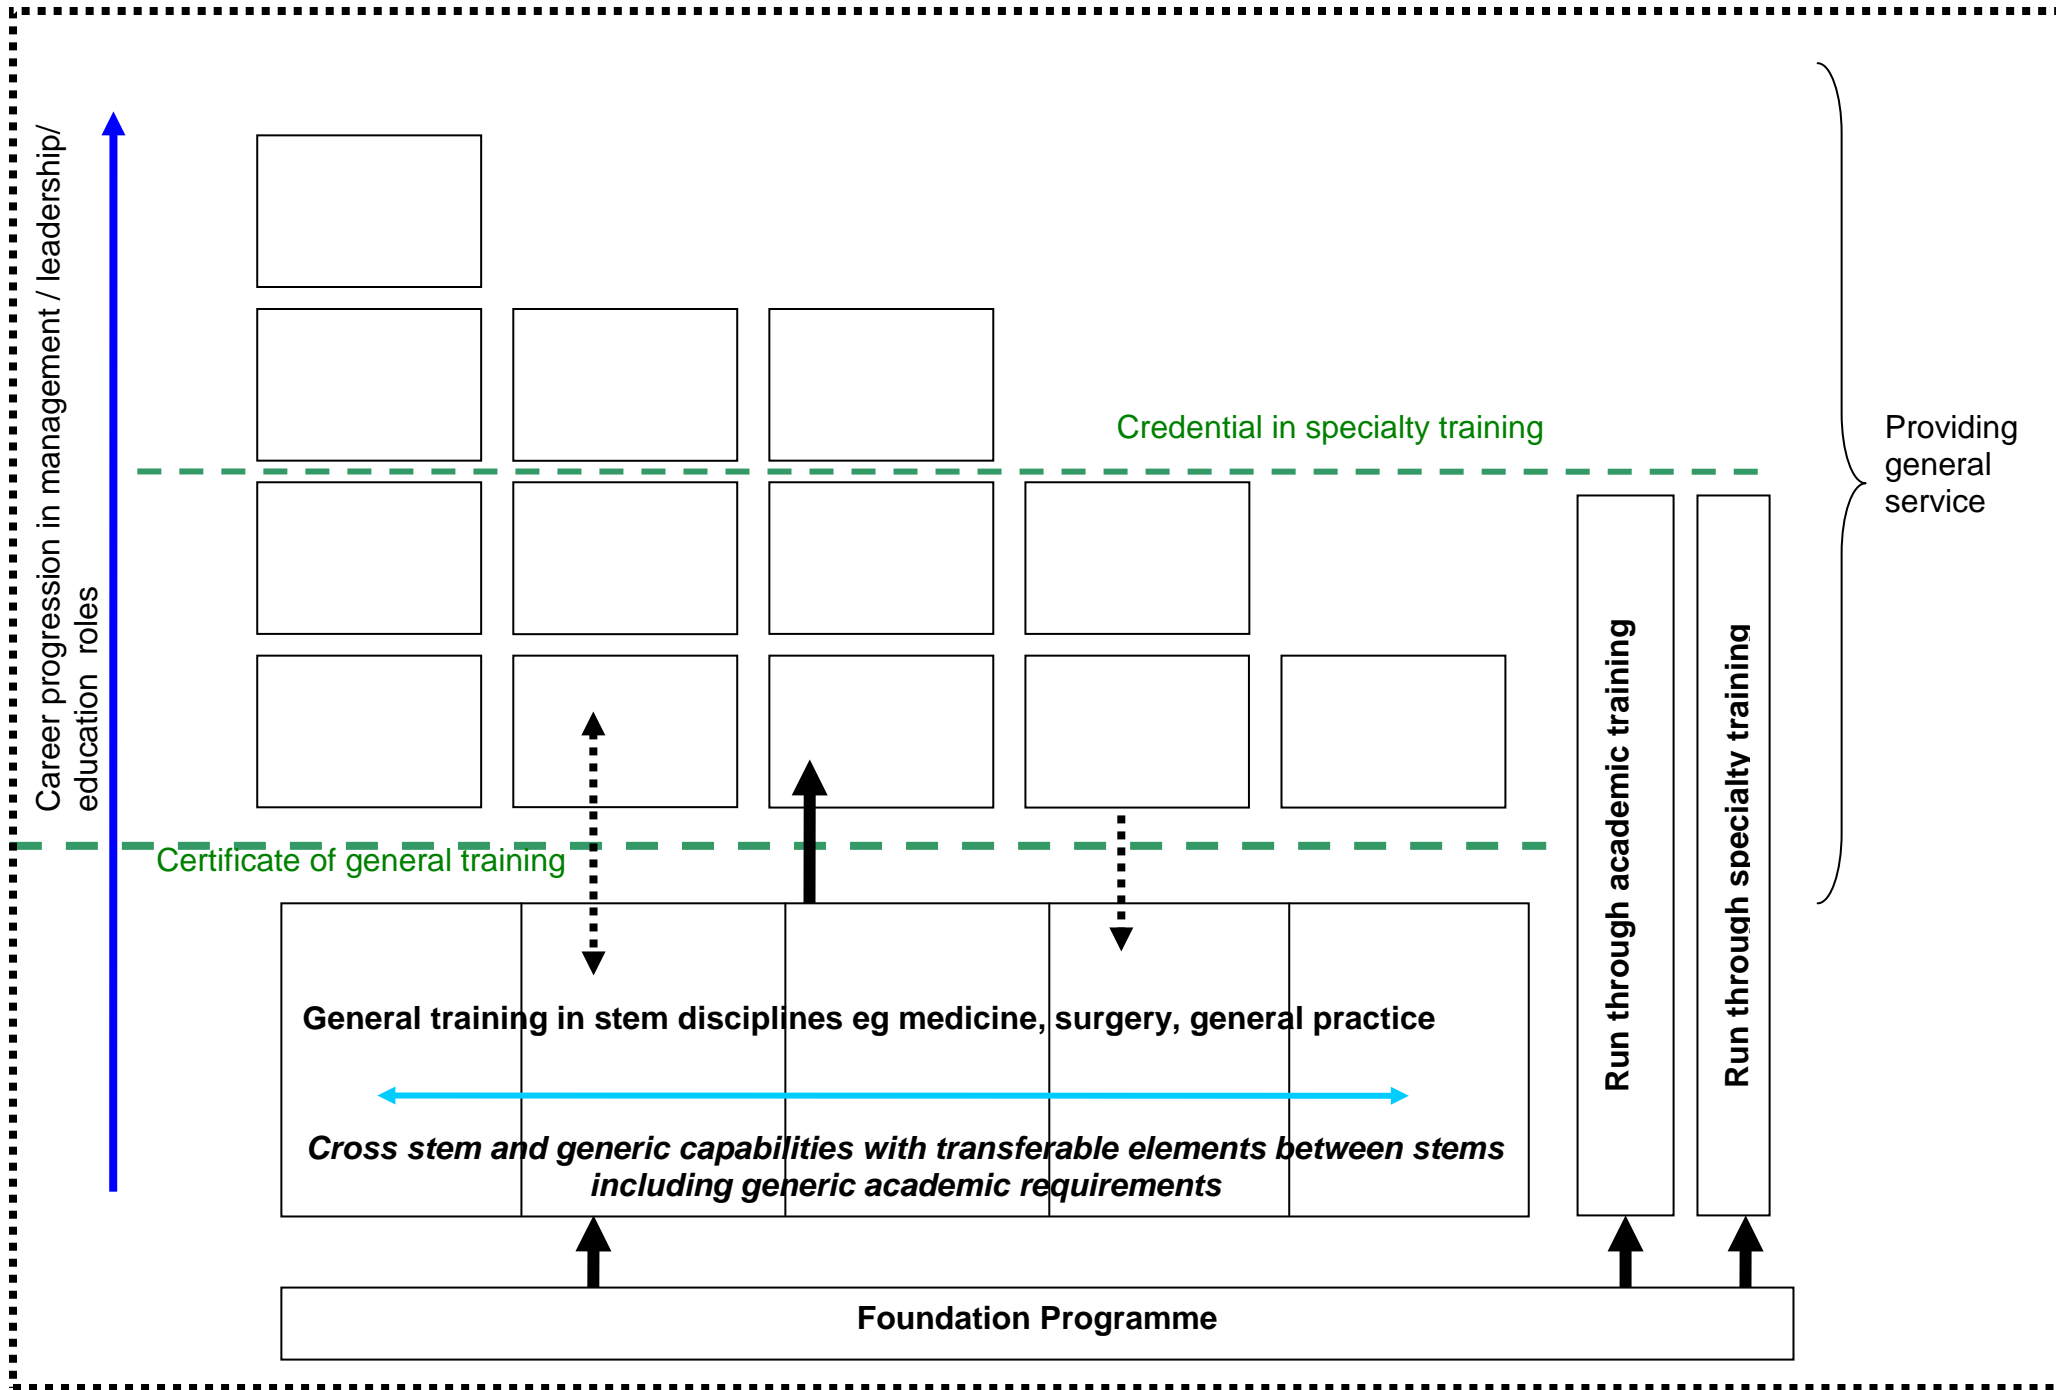 Career progression in management / leadership/
education roles
Credential in specialty training
Providing
general
service
Certificate of general training
Run through academic training
Run through specialty training
General training in stem disciplines eg medicine, surgery, general practice
Cross stem and generic capabilities with transferable elements between stems
including generic academic requirements
Foundation Programme